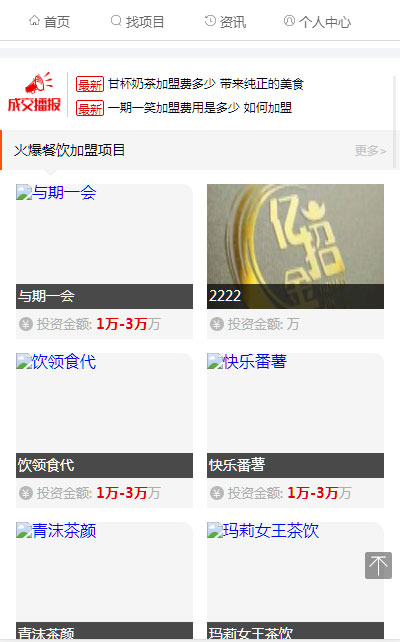 首页 找项目 资讯 个人中心
成交播报
最新 甘杯奶茶加盟费多少 带来纯正的美食
最新 一期一笑加盟费用是多少 如何加盟
火爆餐饮加盟项目 更多>
与期一会
亿招金
与期一会 2222
¥ 投资金额: 1万-3万万 ¥ 投资金额: 万
饮领食代 快乐番薯
饮领食代 快乐番薯
¥ 投资金额: 1万-3万万 ¥ 投资金额: 1万-3万万
青沫茶颜 玛莉女王茶饮
青沫茶颜 玛莉女王茶饮